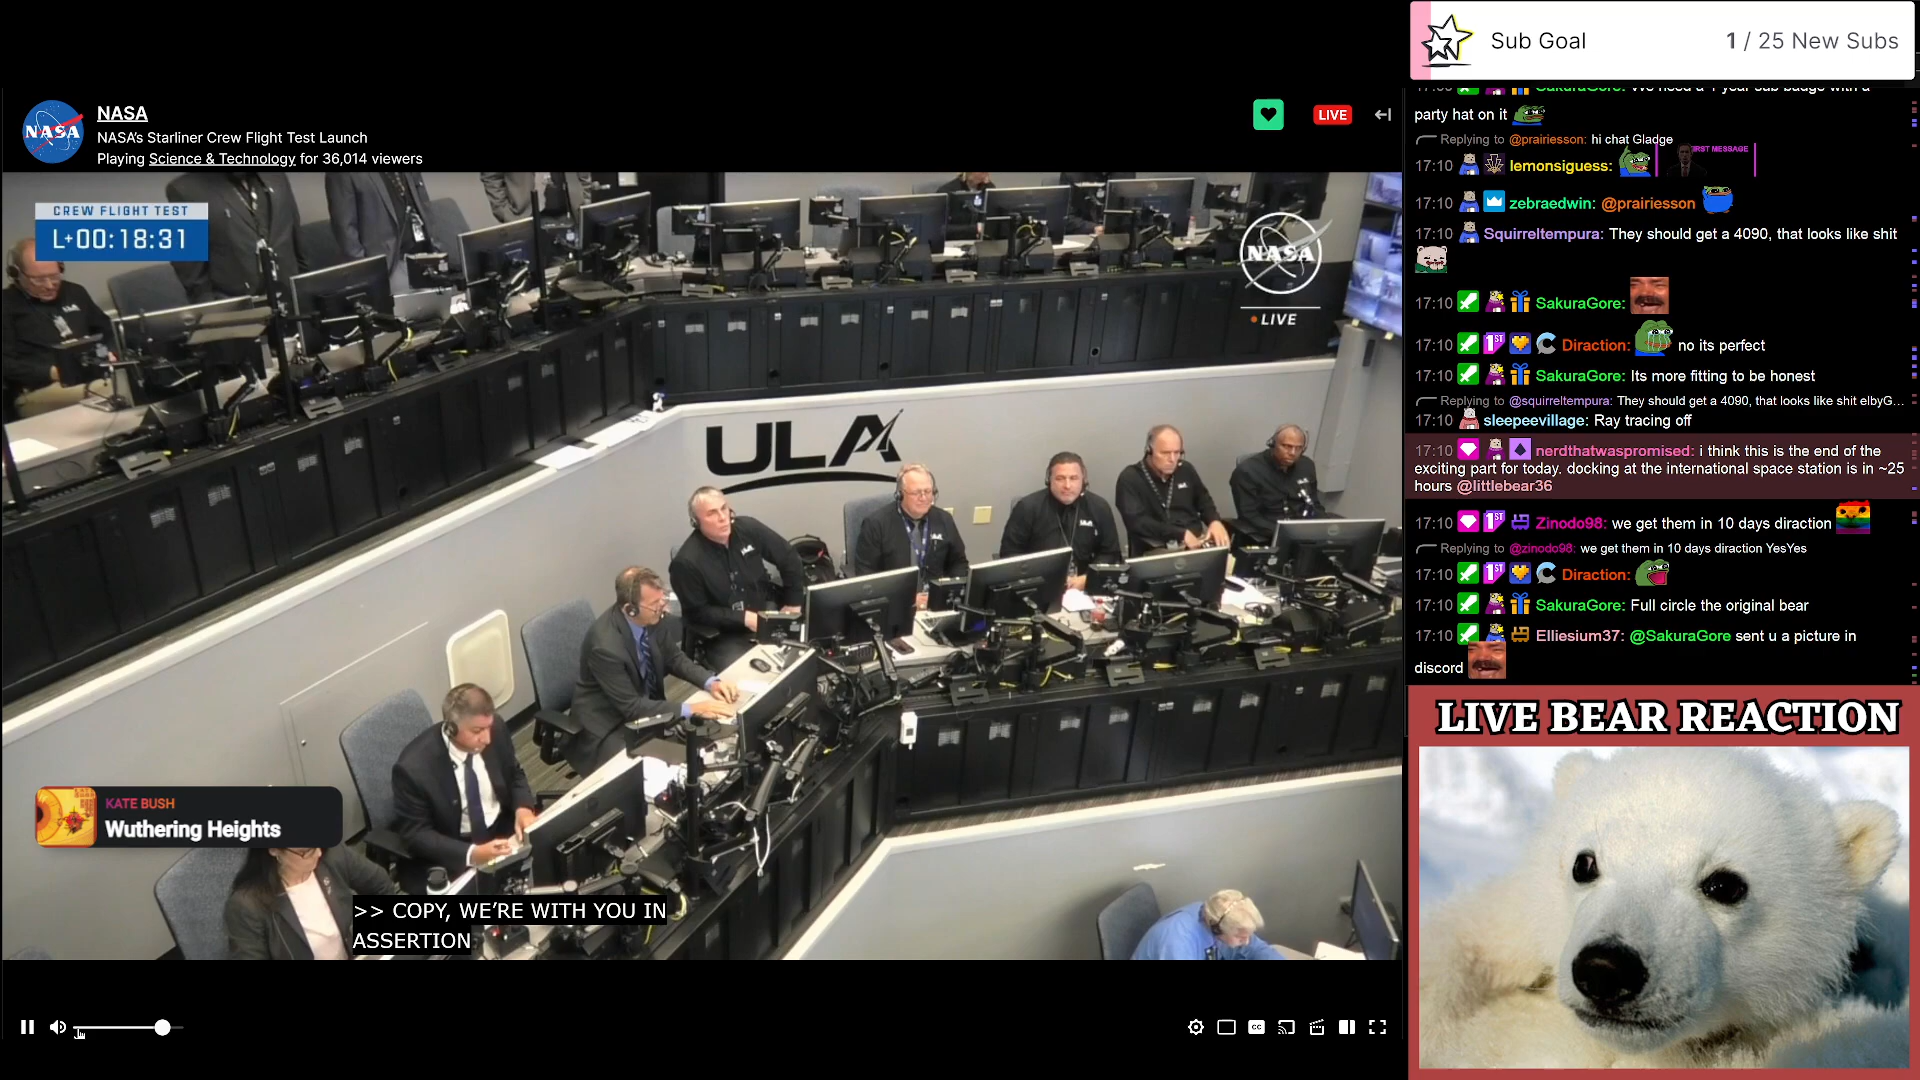 Sub Goal
1 / 25 New Subs
NASA
NASA's Starliner Crew Flight Test Launch
Playing Science & Technology for 36,014 viewers
LIVE
NASA
CREW FLIGHT TEST
L+00:18:31
NASA
LIVE
ULA
KATE BUSH
Wuthering Heights
>> COPY, WE'RE WITH YOU IN
ASSERTION
party hat on it
Replying to @prairiesson: hi chat Gladge
17:10 lemonsiguess:
17:10 zebraedwin: @prairiesson
17:10 Squirreltempura: They should get a 4090, that looks like shit
17:10 SakuraGore:
17:10 1ST Diraction: no its perfect
17:10 SakuraGore: Its more fitting to be honest
Replying to @squirreltempura: They should get a 4090, that looks like shit elbyG...
17:10 sleepeevillage: Ray tracing off
17:10 nerdthatwaspromised: i think this is the end of the
exciting part for today. docking at the international space station is in ~25
hours @littlebear36
17:10 1ST Zinodo98: we get them in 10 days diraction
Replying to @zinodo98: we get them in 10 days diraction YesYes
17:10 1ST Diraction:
17:10 SakuraGore: Full circle the original bear
17:10 Elliesium37: @SakuraGore sent u a picture in
discord
LIVE BEAR REACTION
CC